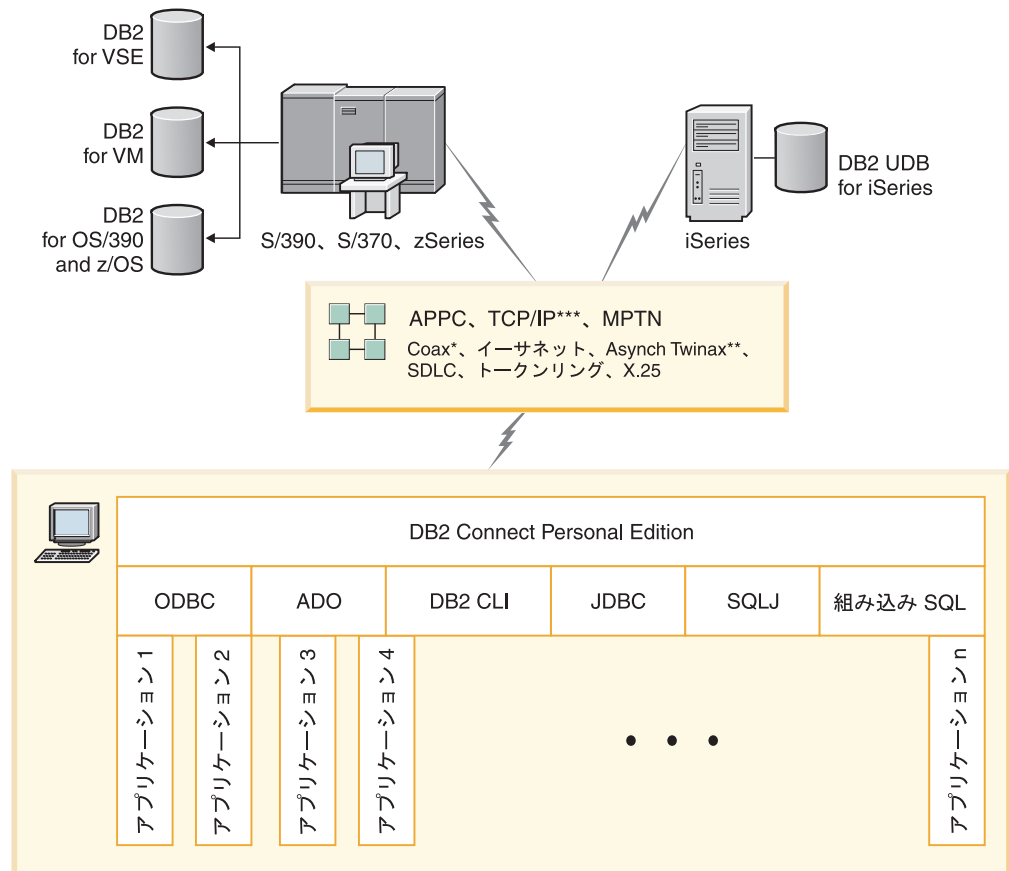 DB2
for VSE
DB2
for VM
DB2
for OS/390
and z/OS
S/390、S/370、zSeries
iSeries
DB2 UDB
for iSeries
APPC、TCP/IP***、MPTN
Coax*、イーサネット、Asynch Twinax**、
SDLC、トークンリング、X.25
DB2 Connect Personal Edition
ODBC
ADO
DB2 CLI
JDBC
SQLJ
組み込み SQL
アプリケーション 1
アプリケーション 2
アプリケーション 3
アプリケーション 4
アプリケーション n